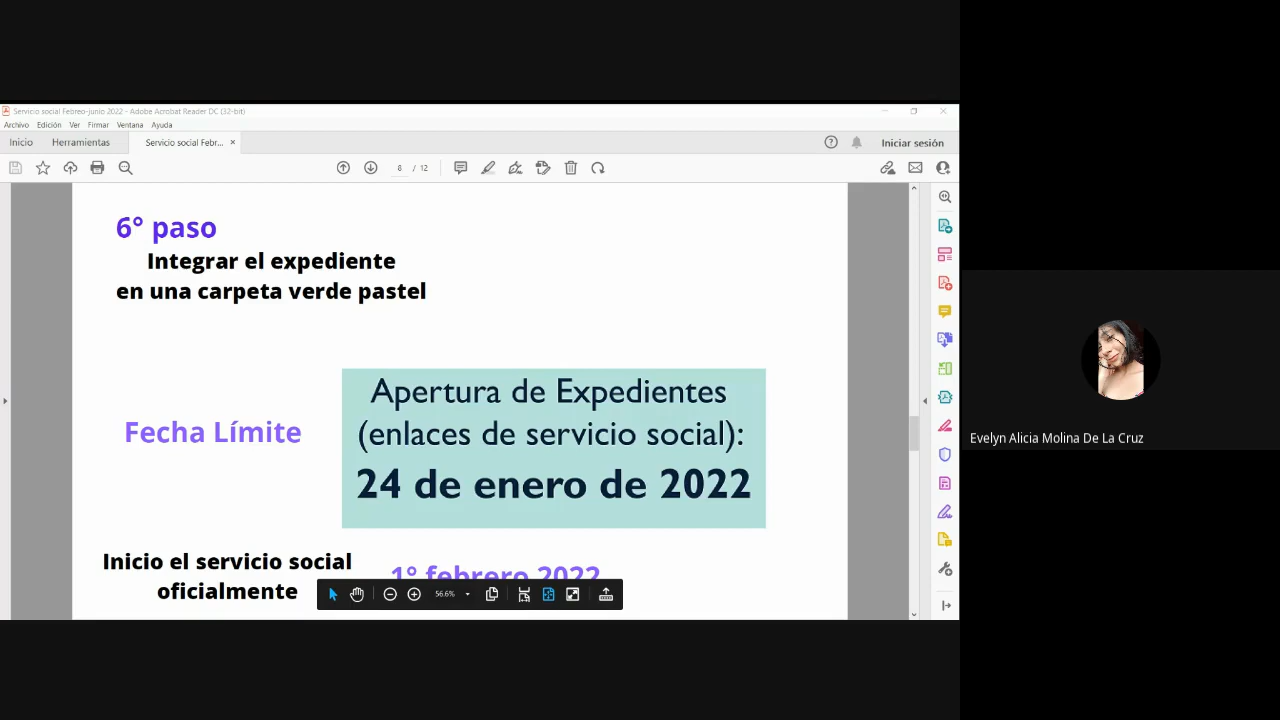 Servicio social Febreo-junio 2022 - Adobe Acrobat Reader DC (32-bit)
Archivo Edición Ver Firmar Ventana Ayuda
Inicio Herramientas Servicio social Febr... × Iniciar sesión
8 / 12
6° paso
Integrar el expediente
en una carpeta verde pastel
Apertura de Expedientes
(enlaces de servicio social):
Fecha Límite
24 de enero de 2022
Inicio el servicio social
oficialmente
1° febrero 2022
56.6%
Evelyn Alicia Molina De La Cruz